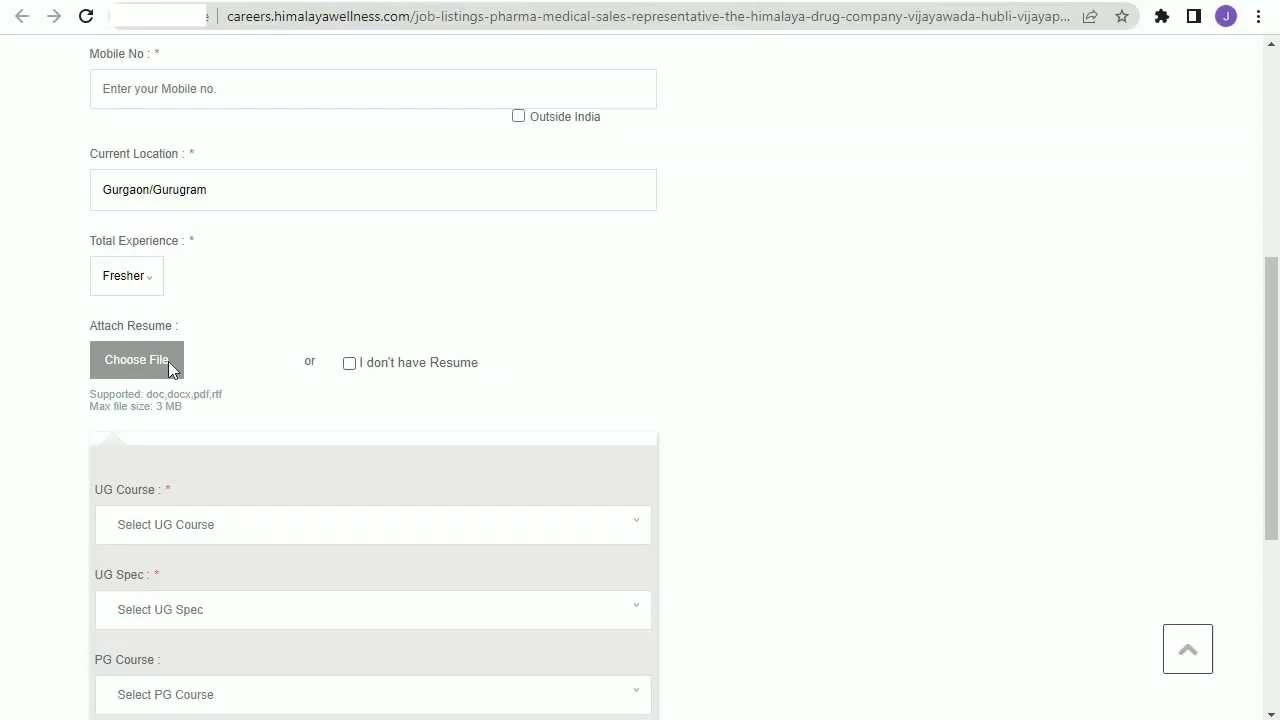 careers.himalayawellness.com/job-listings-pharma-medical-sales-representative-the-himalaya-drug-company-vijayawada-hubli-vijayap...
J
Mobile No : *
Enter your Mobile no.
Outside India
Current Location : *
Gurgaon/Gurugram
Total Experience : *
Fresher
Attach Resume :
Choose File or I don't have Resume
Supported: doc,docx,pdf,rtf
Max file size: 3 MB
UG Course : *
Select UG Course
UG Spec : *
Select UG Spec
PG Course :
Select PG Course